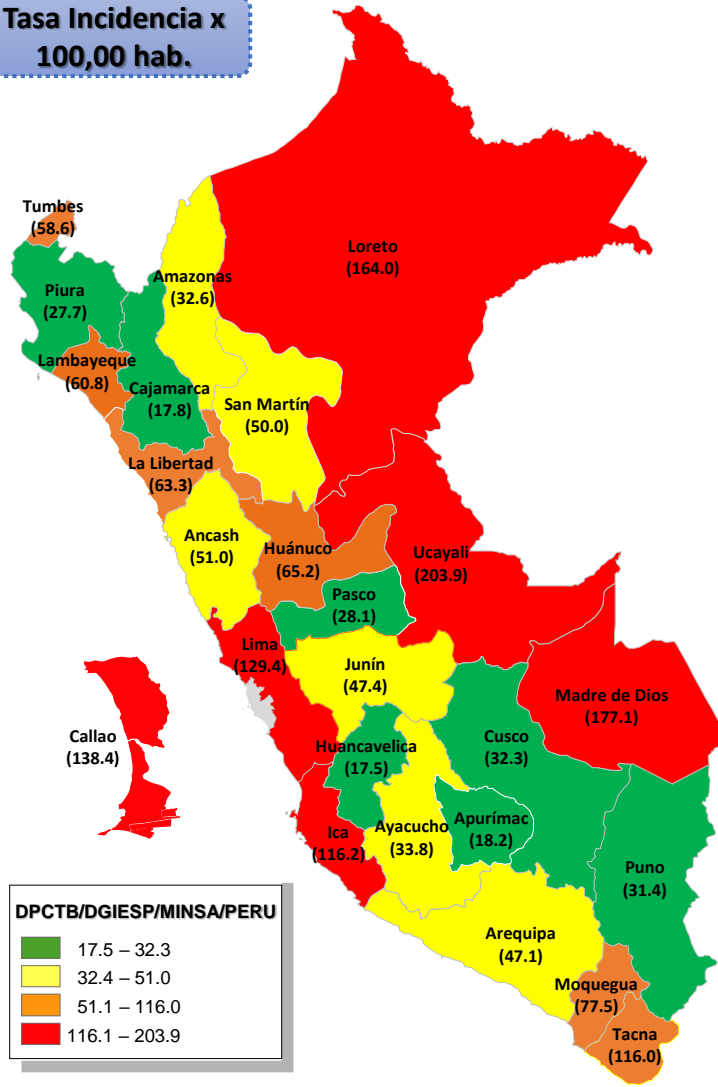 Tasa Incidencia x
100,00 hab.
Tumbes
(58.6)
Loreto
(164.0)
Amazonas
(32.6)
Piura
(27.7)
Lambayeque
(60.8)
Cajamarca
(17.8)
San Martín
(50.0)
La Libertad
(63.3)
Ancash
(51.0)
Huánuco
(65.2)
Ucayali
(203.9)
Pasco
(28.1)
Lima
(129.4)
Junín
(47.4)
Madre de Dios
(177.1)
Callao
(138.4)
Cusco
(32.3)
Huancavelica
(17.5)
Ica
(116.2)
Ayacucho
(33.8)
Apurímac
(18.2)
Puno
(31.4)
Arequipa
(47.1)
Moquegua
(77.5)
Tacna
(116.0)
DPCTB/DGIESP/MINSA/PERU
17.5 – 32.3
32.4 – 51.0
51.1 – 116.0
116.1 – 203.9